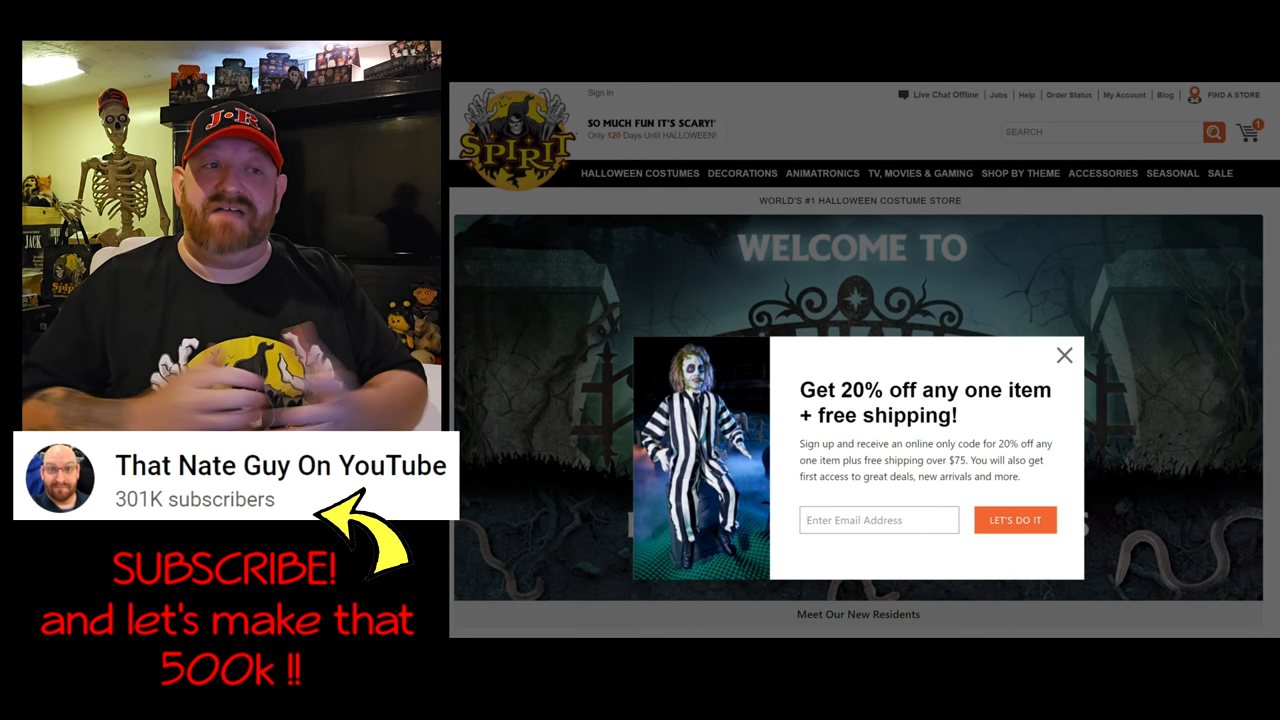 J R
JACK
SPIRIT
That Nate Guy On YouTube
301K subscribers
SUBSCRIBE!
and let's make that
500k !!
Sign In
Live Chat Offline
Jobs
Help
Order Status
My Account
Blog
FIND A STORE
SO MUCH FUN IT'S SCARY!
Only 120 Days Until HALLOWEEN!
SEARCH
1
HALLOWEEN COSTUMES
DECORATIONS
ANIMATRONICS
TV, MOVIES & GAMING
SHOP BY THEME
ACCESSORIES
SEASONAL
SALE
WORLD'S #1 HALLOWEEN COSTUME STORE
WELCOME TO
Get 20% off any one item
+ free shipping!
Sign up and receive an online only code for 20% off any
one item plus free shipping over $75. You will also get
first access to great deals, new arrivals and more.
Enter Email Address
LET'S DO IT
Meet Our New Residents